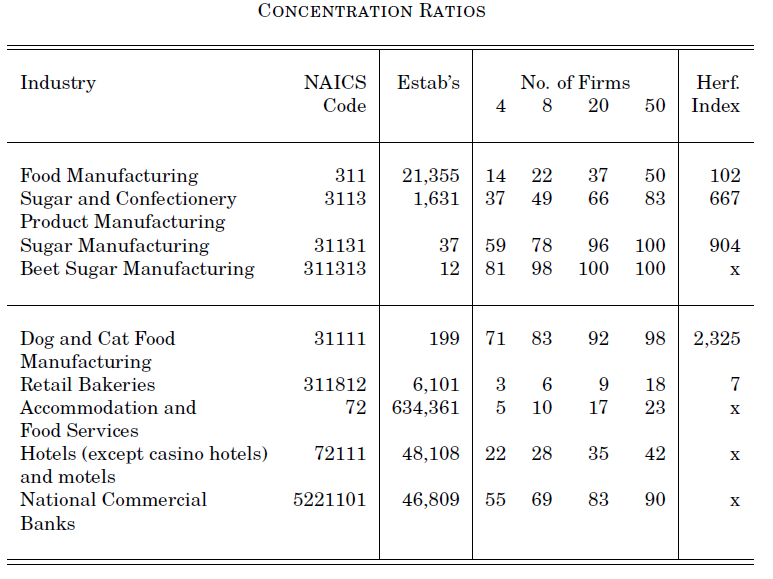 CONCENTRATION RATIOS
Industry NAICS Estab's No. of Firms Herf.
Code 4 8 20 50 Index
Food Manufacturing 311 21,355 14 22 37 50 102
Sugar and Confectionery 3113 1,631 37 49 66 83 667
Product Manufacturing
Sugar Manufacturing 31131 37 59 78 96 100 904
Beet Sugar Manufacturing 311313 12 81 98 100 100 x
Dog and Cat Food 31111 199 71 83 92 98 2,325
Manufacturing
Retail Bakeries 311812 6,101 3 6 9 18 7
Accommodation and 72 634,361 5 10 17 23 x
Food Services
Hotels (except casino hotels) 72111 48,108 22 28 35 42 x
and motels
National Commercial 5221101 46,809 55 69 83 90 x
Banks